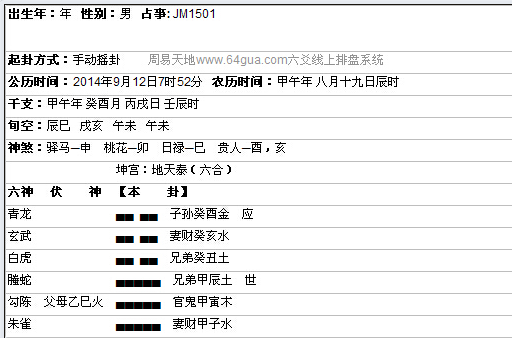 出生年：年 性别：男 占事：JM1501
起卦方式：手动摇卦 周易天地www.64gua.com六爻线上排盘系统
公历时间：2014年9月12日7时52分 农历时间：甲午年 八月十九日辰时
干支：甲午年 癸酉月 丙戌日 壬辰时
旬空：辰巳 戌亥 午未 午未
神煞：驿马—申 桃花—卯 日禄—巳 贵人—酉，亥
坤宫：地天泰（六合）
六神 伏 神 【本 卦】
青龙 子孙癸酉金 应
玄武 妻财癸亥水
白虎 兄弟癸丑土
螣蛇 兄弟甲辰土 世
勾陈 父母乙巳火 官鬼甲寅木
朱雀 妻财甲子水